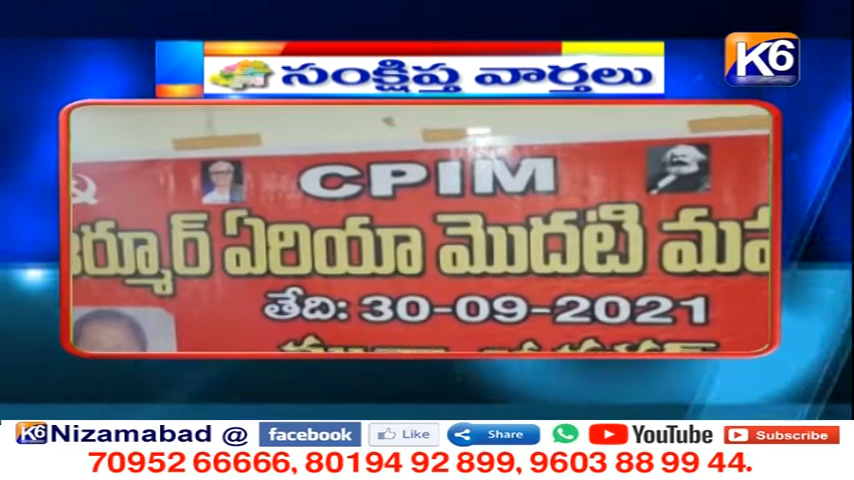 సంక్షిప్త వార్తలు
K6
CPIM
ఏరియా మొదటి
తేది: 30-09-2021
K6 Nizamabad @ facebook Like Share YouTube Subscribe
70952 66666, 80194 92 899, 9603 88 99 44.